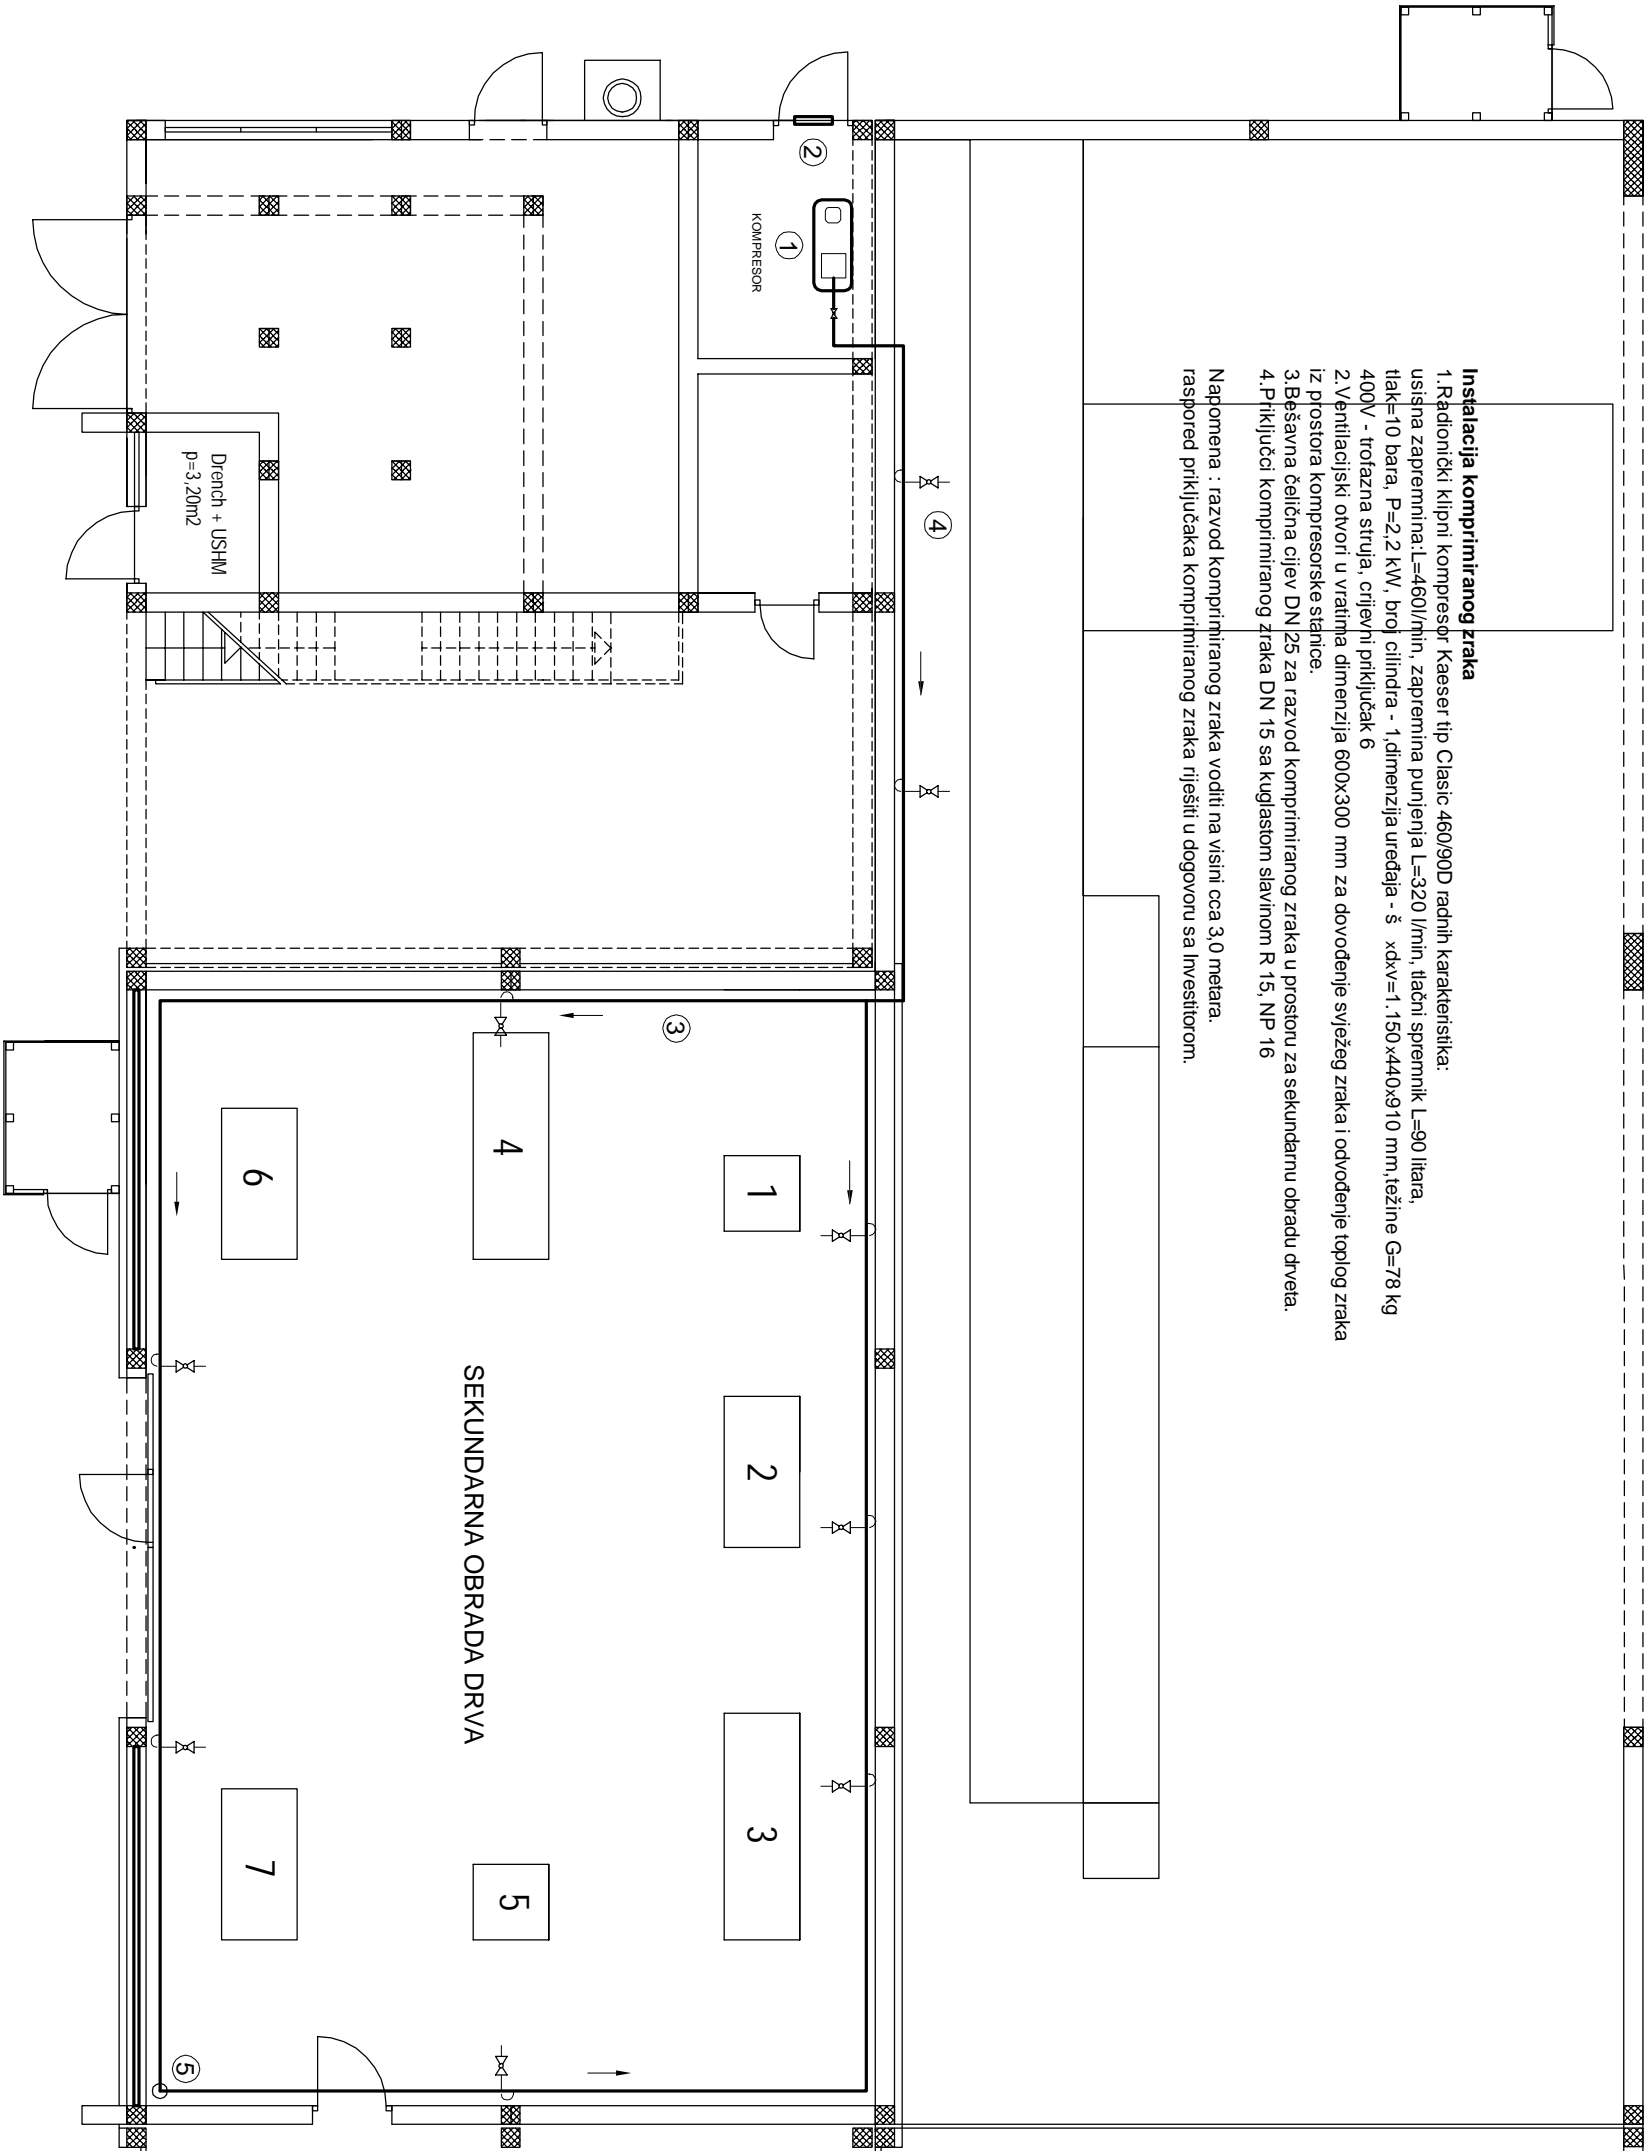 Instalacija komprimiranog zraka
1.Radionički klipni kompresor Kaeser tip Clasic 460/90D radnih karakteristika:
usisna zapremnina:L=460l/min, zapremina punjenja L=320 l/min, tlačni spremnik L=90 litara,
tlak=10 bara, P=2,2 kW, broj cilindra - 1,dimenzija uređaja - š xdxv=1.150x440x910 mm,težine G=78 kg
400V - trofazna struja, crijevni priključak 6
2.Ventilacijski otvori u vratima dimenzija 600x300 mm za dovođenje svježeg zraka i odvođenje toplog zraka
iz prostora kompresorske stanice.
3.Bešavna čelična cijev DN 25 za razvod komprimiranog zraka u prostoru za sekundarnu obradu drveta.
4.Priključci komprimiranog zraka DN 15 sa kuglastom slavinom R 15, NP 16
Napomena : razvod komprimiranog zraka voditi na visini cca 3,0 metara.
raspored priključaka komprimiranog zraka riješiti u dogovoru sa Investitorom.
4
2
1
KOMPRESOR
3
1
2
3
4
SEKUNDARNA OBRADA DRVA
5
Drench + USHM
p=3,20m2
6
7
5